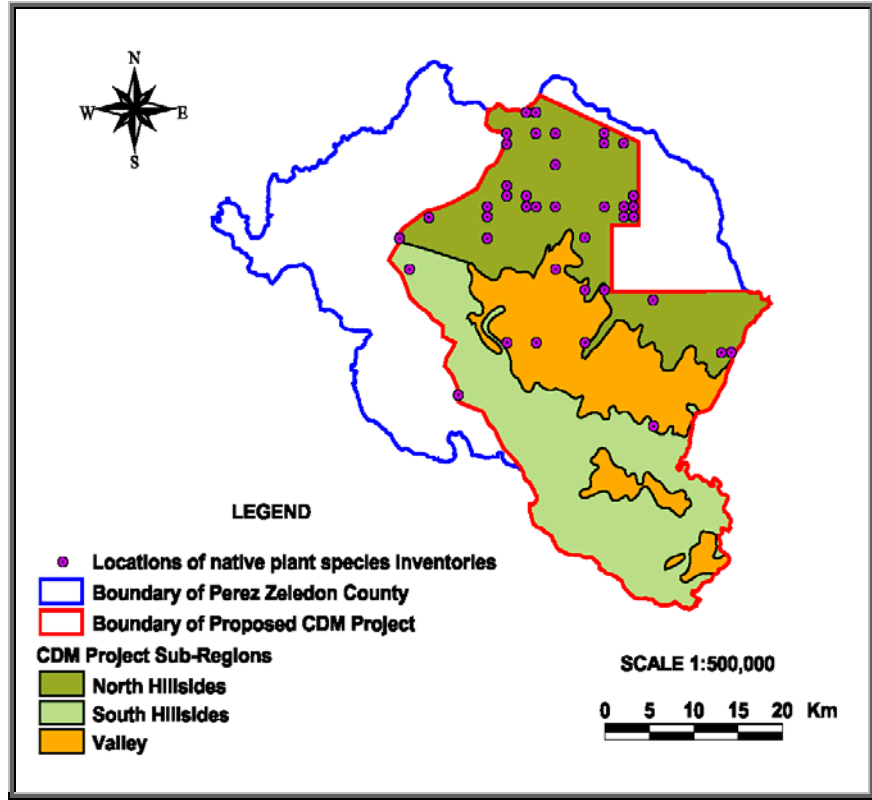 N
W E
S
LEGEND
Locations of native plant species inventories
Boundary of Perez Zeledon County
Boundary of Proposed CDM Project
CDM Project Sub-Regions
North Hillsides
South Hillsides
Valley
SCALE 1:500,000
0 5 10 15 20 Km